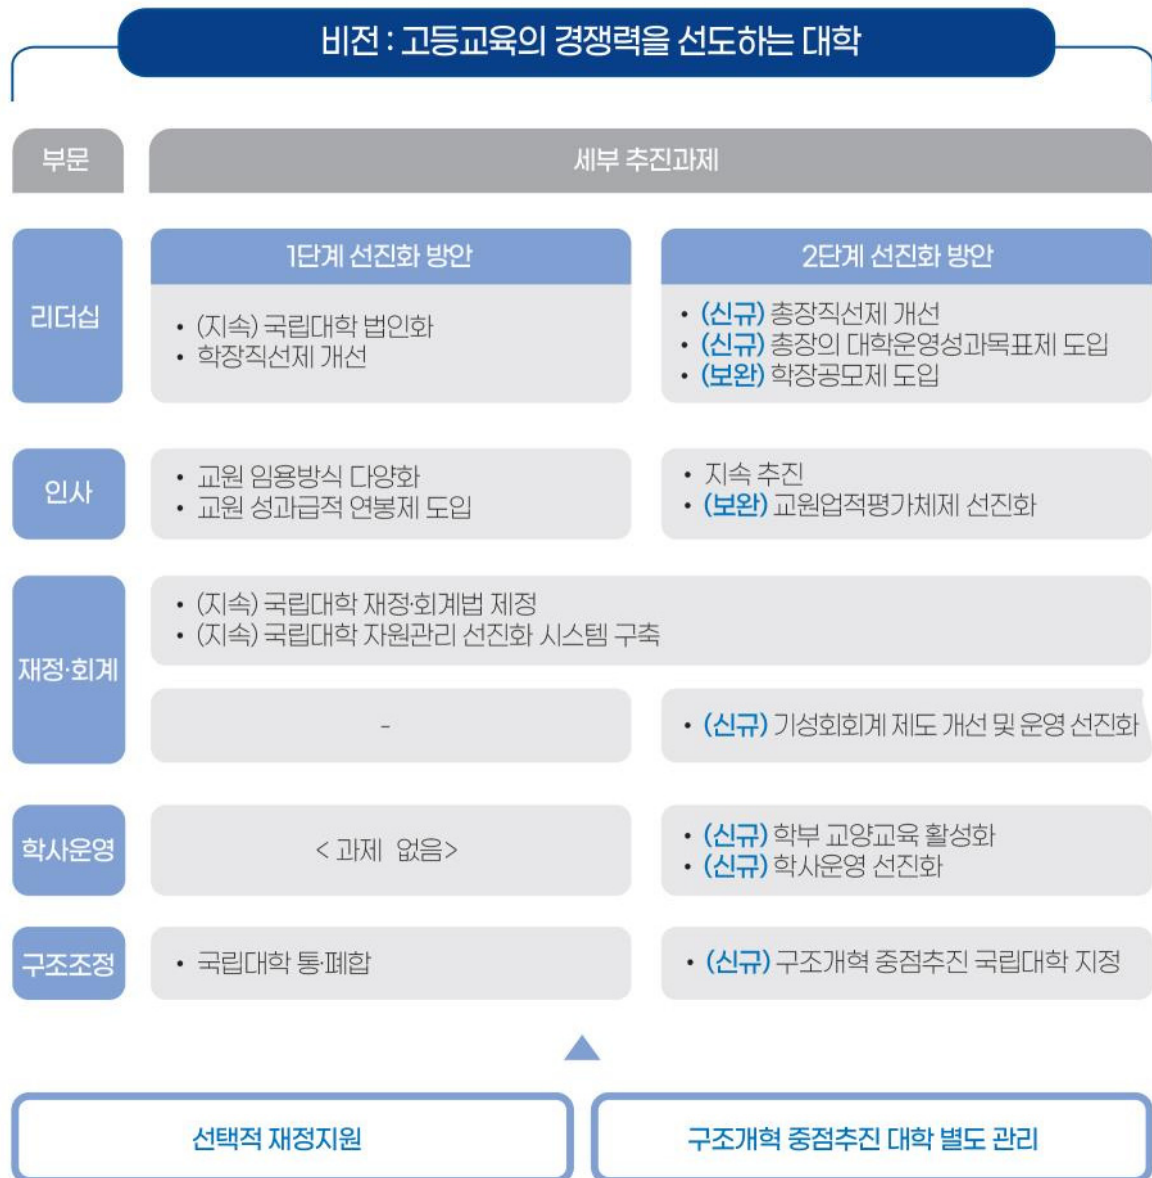 비전 : 고등교육의 경쟁력을 선도하는 대학
부문
세부 추진과제
리더십
1단계 선진화 방안
• (지속) 국립대학 법인화
• 학장직선제 개선
2단계 선진화 방안
• (신규) 총장직선제 개선
• (신규) 총장의 대학운영성과목표제 도입
• (보완) 학장공모제 도입
인사
• 교원 임용방식 다양화
• 교원 성과급적 연봉제 도입
• 지속 추진
• (보완) 교원업적평가체제 선진화
재정·회계
• (지속) 국립대학 재정·회계법 제정
• (지속) 국립대학 자원관리 선진화 시스템 구축
-
• (신규) 기성회회계 제도 개선 및 운영 선진화
학사운영
< 과제 없음>
• (신규) 학부 교양교육 활성화
• (신규) 학사운영 선진화
구조조정
• 국립대학 통·폐합
• (신규) 구조개혁 중점추진 국립대학 지정
선택적 재정지원
구조개혁 중점추진 대학 별도 관리